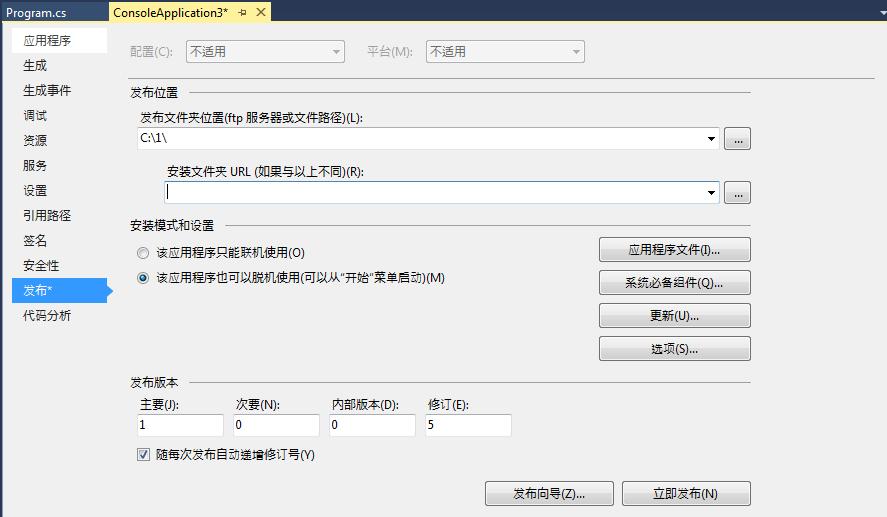 Program.cs ConsoleApplication3*
应用程序
生成
生成事件
调试
资源
服务
设置
引用路径
签名
安全性
发布*
代码分析
配置(C): 不适用 平台(M): 不适用
发布位置
发布文件夹位置(ftp 服务器或文件路径)(L):
C:\1\ ...
安装文件夹 URL (如果与以上不同)(R):
...
安装模式和设置
该应用程序只能联机使用(O)
该应用程序也可以脱机使用(可以从“开始”菜单启动)(M)
应用程序文件(I)...
系统必备组件(Q)...
更新(U)...
选项(S)...
发布版本
主要(J): 次要(N): 内部版本(D): 修订(E):
1 0 0 5
随每次发布自动递增修订号(Y)
发布向导(Z)... 立即发布(N)